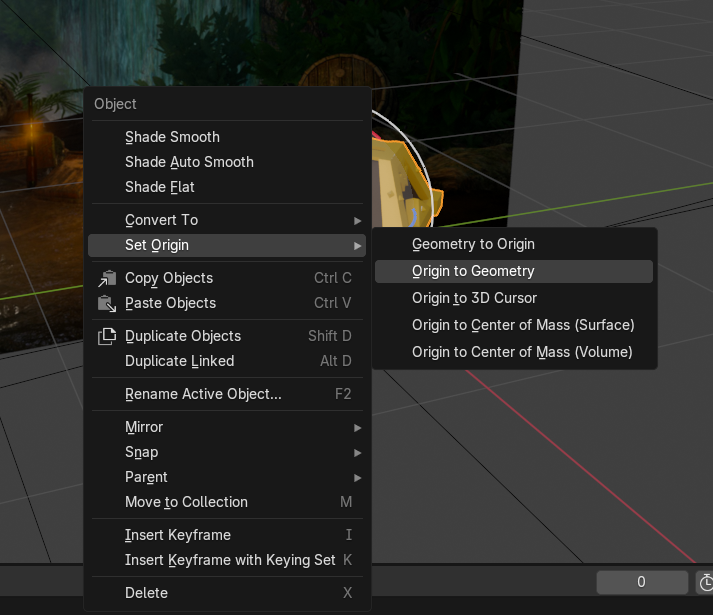 Object
Shade Smooth
Shade Auto Smooth
Shade Flat
Convert To
Set Origin
Copy Objects Ctrl C
Paste Objects Ctrl V
Duplicate Objects Shift D
Duplicate Linked Alt D
Rename Active Object... F2
Mirror
Snap
Parent
Move to Collection M
Insert Keyframe I
Insert Keyframe with Keying Set K
Delete X
Geometry to Origin
Origin to Geometry
Origin to 3D Cursor
Origin to Center of Mass (Surface)
Origin to Center of Mass (Volume)
0